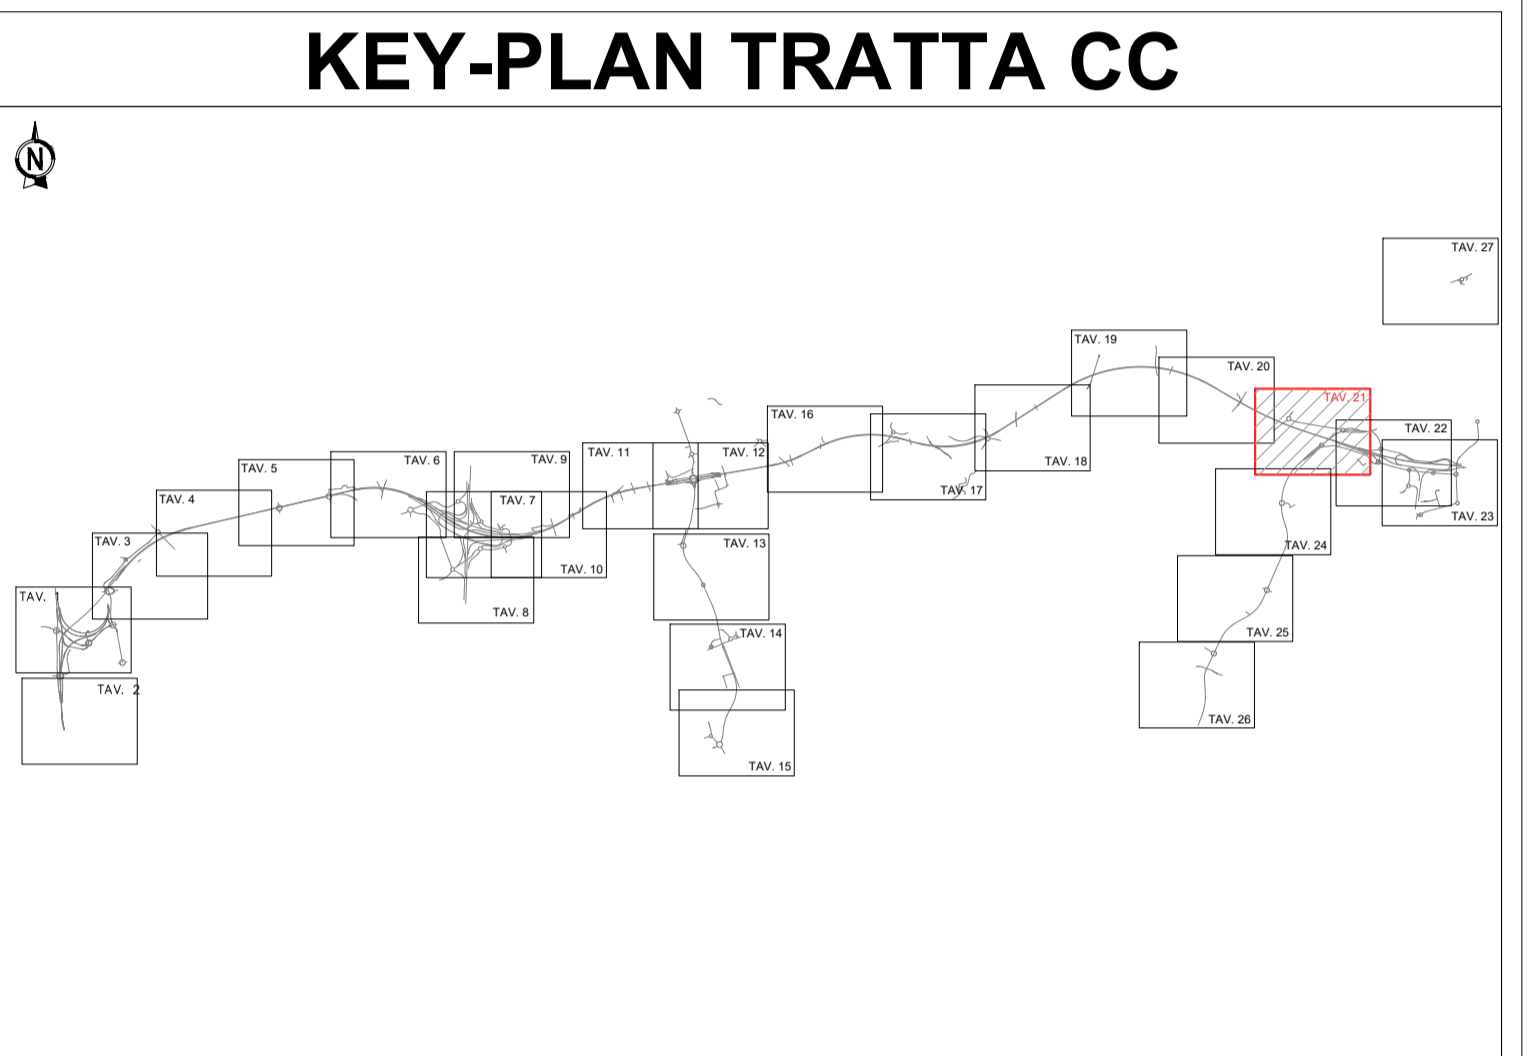 KEY-PLAN TRATTA CC
N
TAV. 27
TAV. 19
TAV. 20
TAV. 21
TAV. 16
TAV. 22
TAV. 11
TAV. 12
TAV. 6
TAV. 9
TAV. 5
TAV. 18
TAV. 17
TAV. 4
TAV. 7
TAV. 23
TAV. 3
TAV. 13
TAV. 24
TAV. 10
TAV. 1
TAV. 8
TAV. 14
TAV. 25
TAV. 2
TAV. 26
TAV. 15